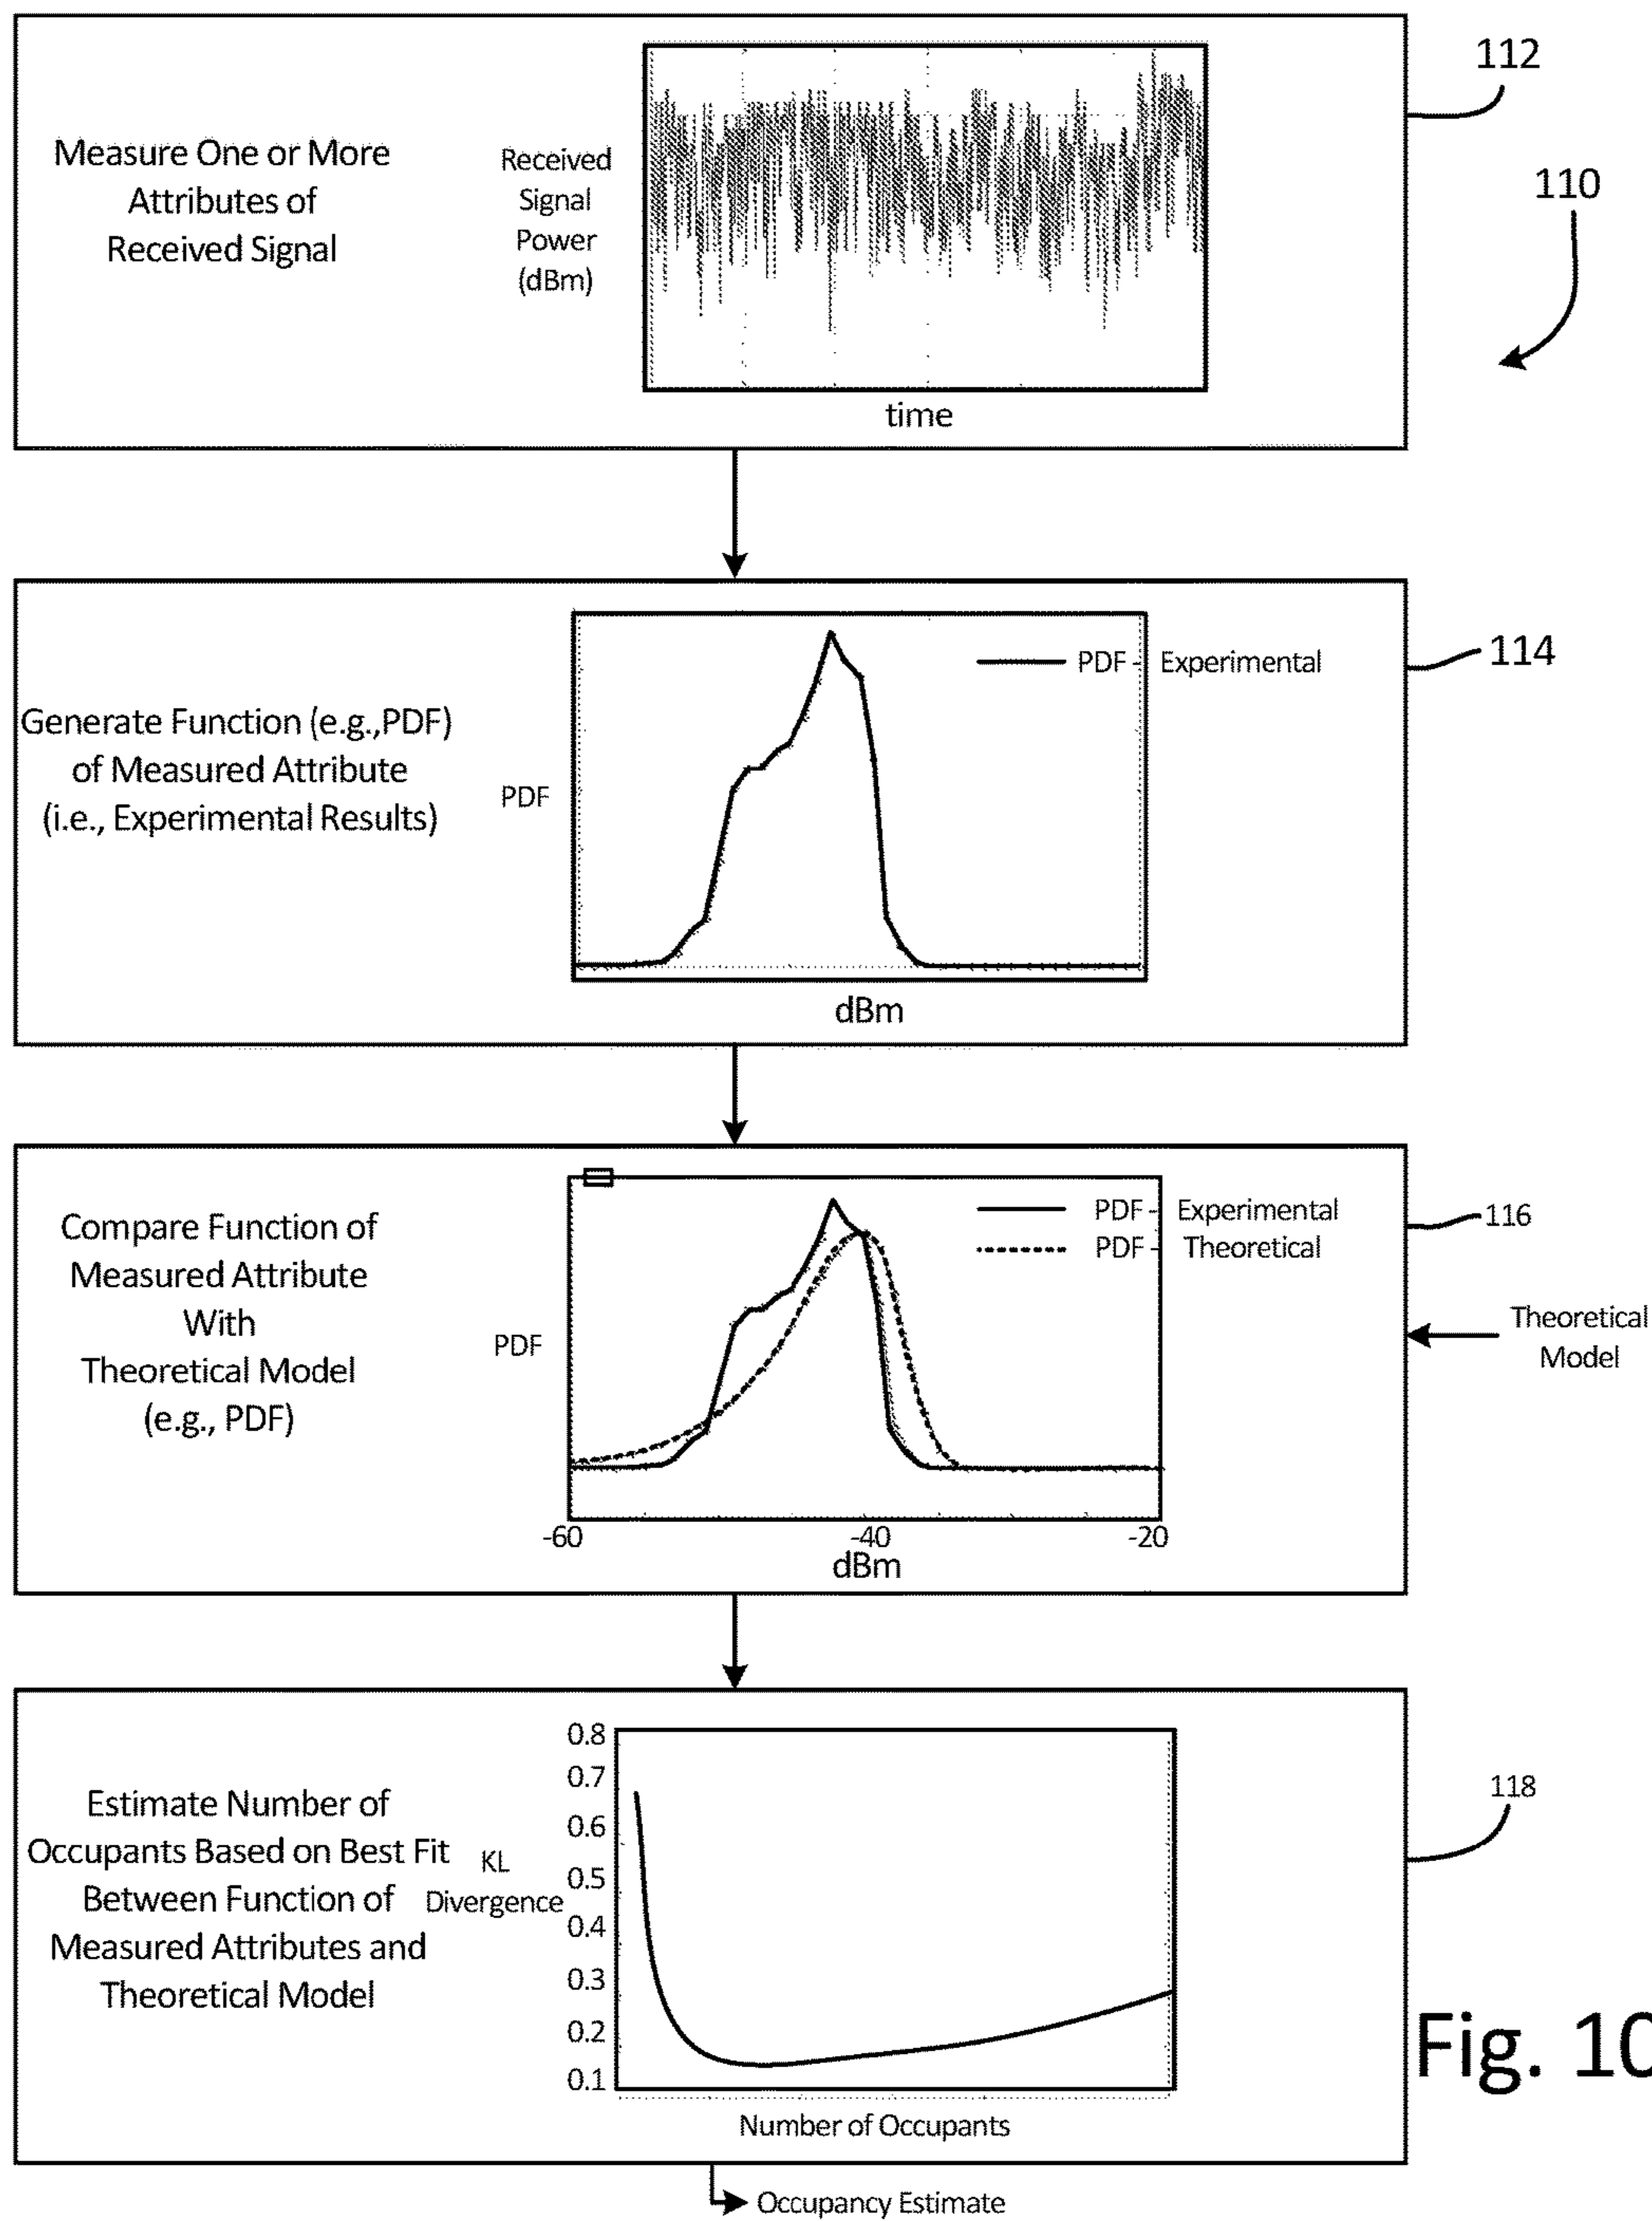 112
110
Measure One or More
Attributes of
Received Signal
Received
Signal
Power
(dBm)
time
114
Generate Function (e.g.,PDF)
of Measured Attribute
(i.e., Experimental Results)
PDF
PDF - Experimental
dBm
116
Compare Function of
Measured Attribute
With
Theoretical Model
(e.g., PDF)
PDF
PDF - Experimental
PDF - Theoretical
-60 -40 -20
dBm
Theoretical
Model
118
Estimate Number of
Occupants Based on Best Fit
Between Function of
Measured Attributes and
Theoretical Model
KL
Divergence
0.8
0.7
0.6
0.5
0.4
0.3
0.2
0.1
Number of Occupants
Occupancy Estimate
Fig. 10